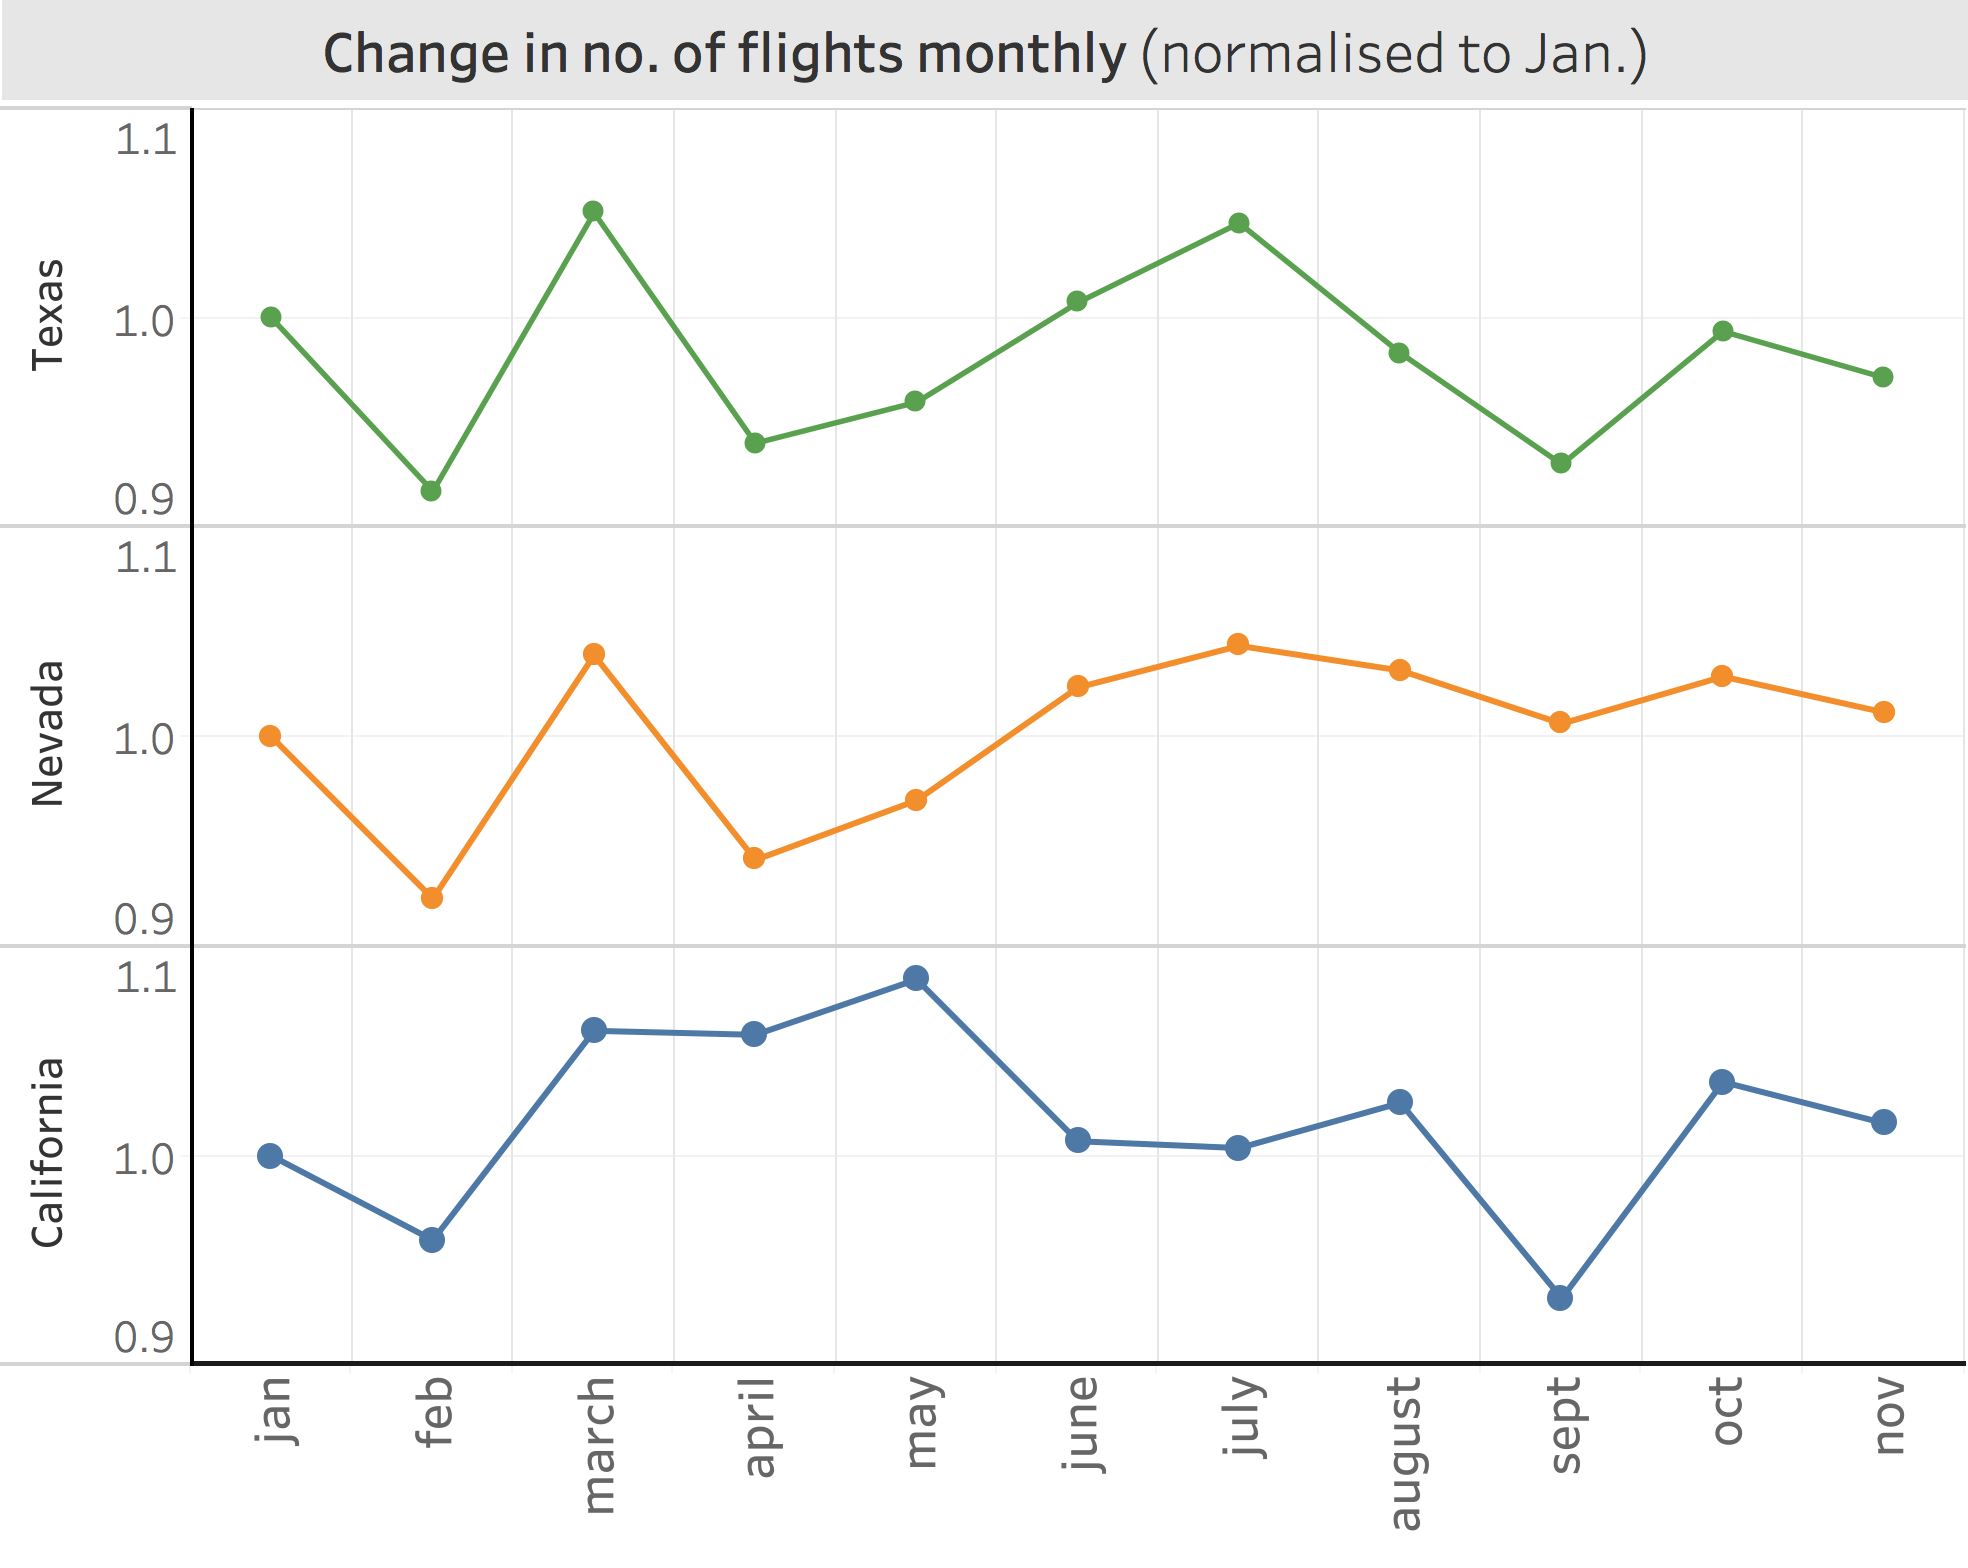 Change in no. of flights monthly (normalised to Jan.)
Texas
1.1
1.0
0.9
Nevada
1.1
1.0
0.9
California
1.1
1.0
0.9
jan
feb
march
april
may
june
july
august
sept
oct
nov